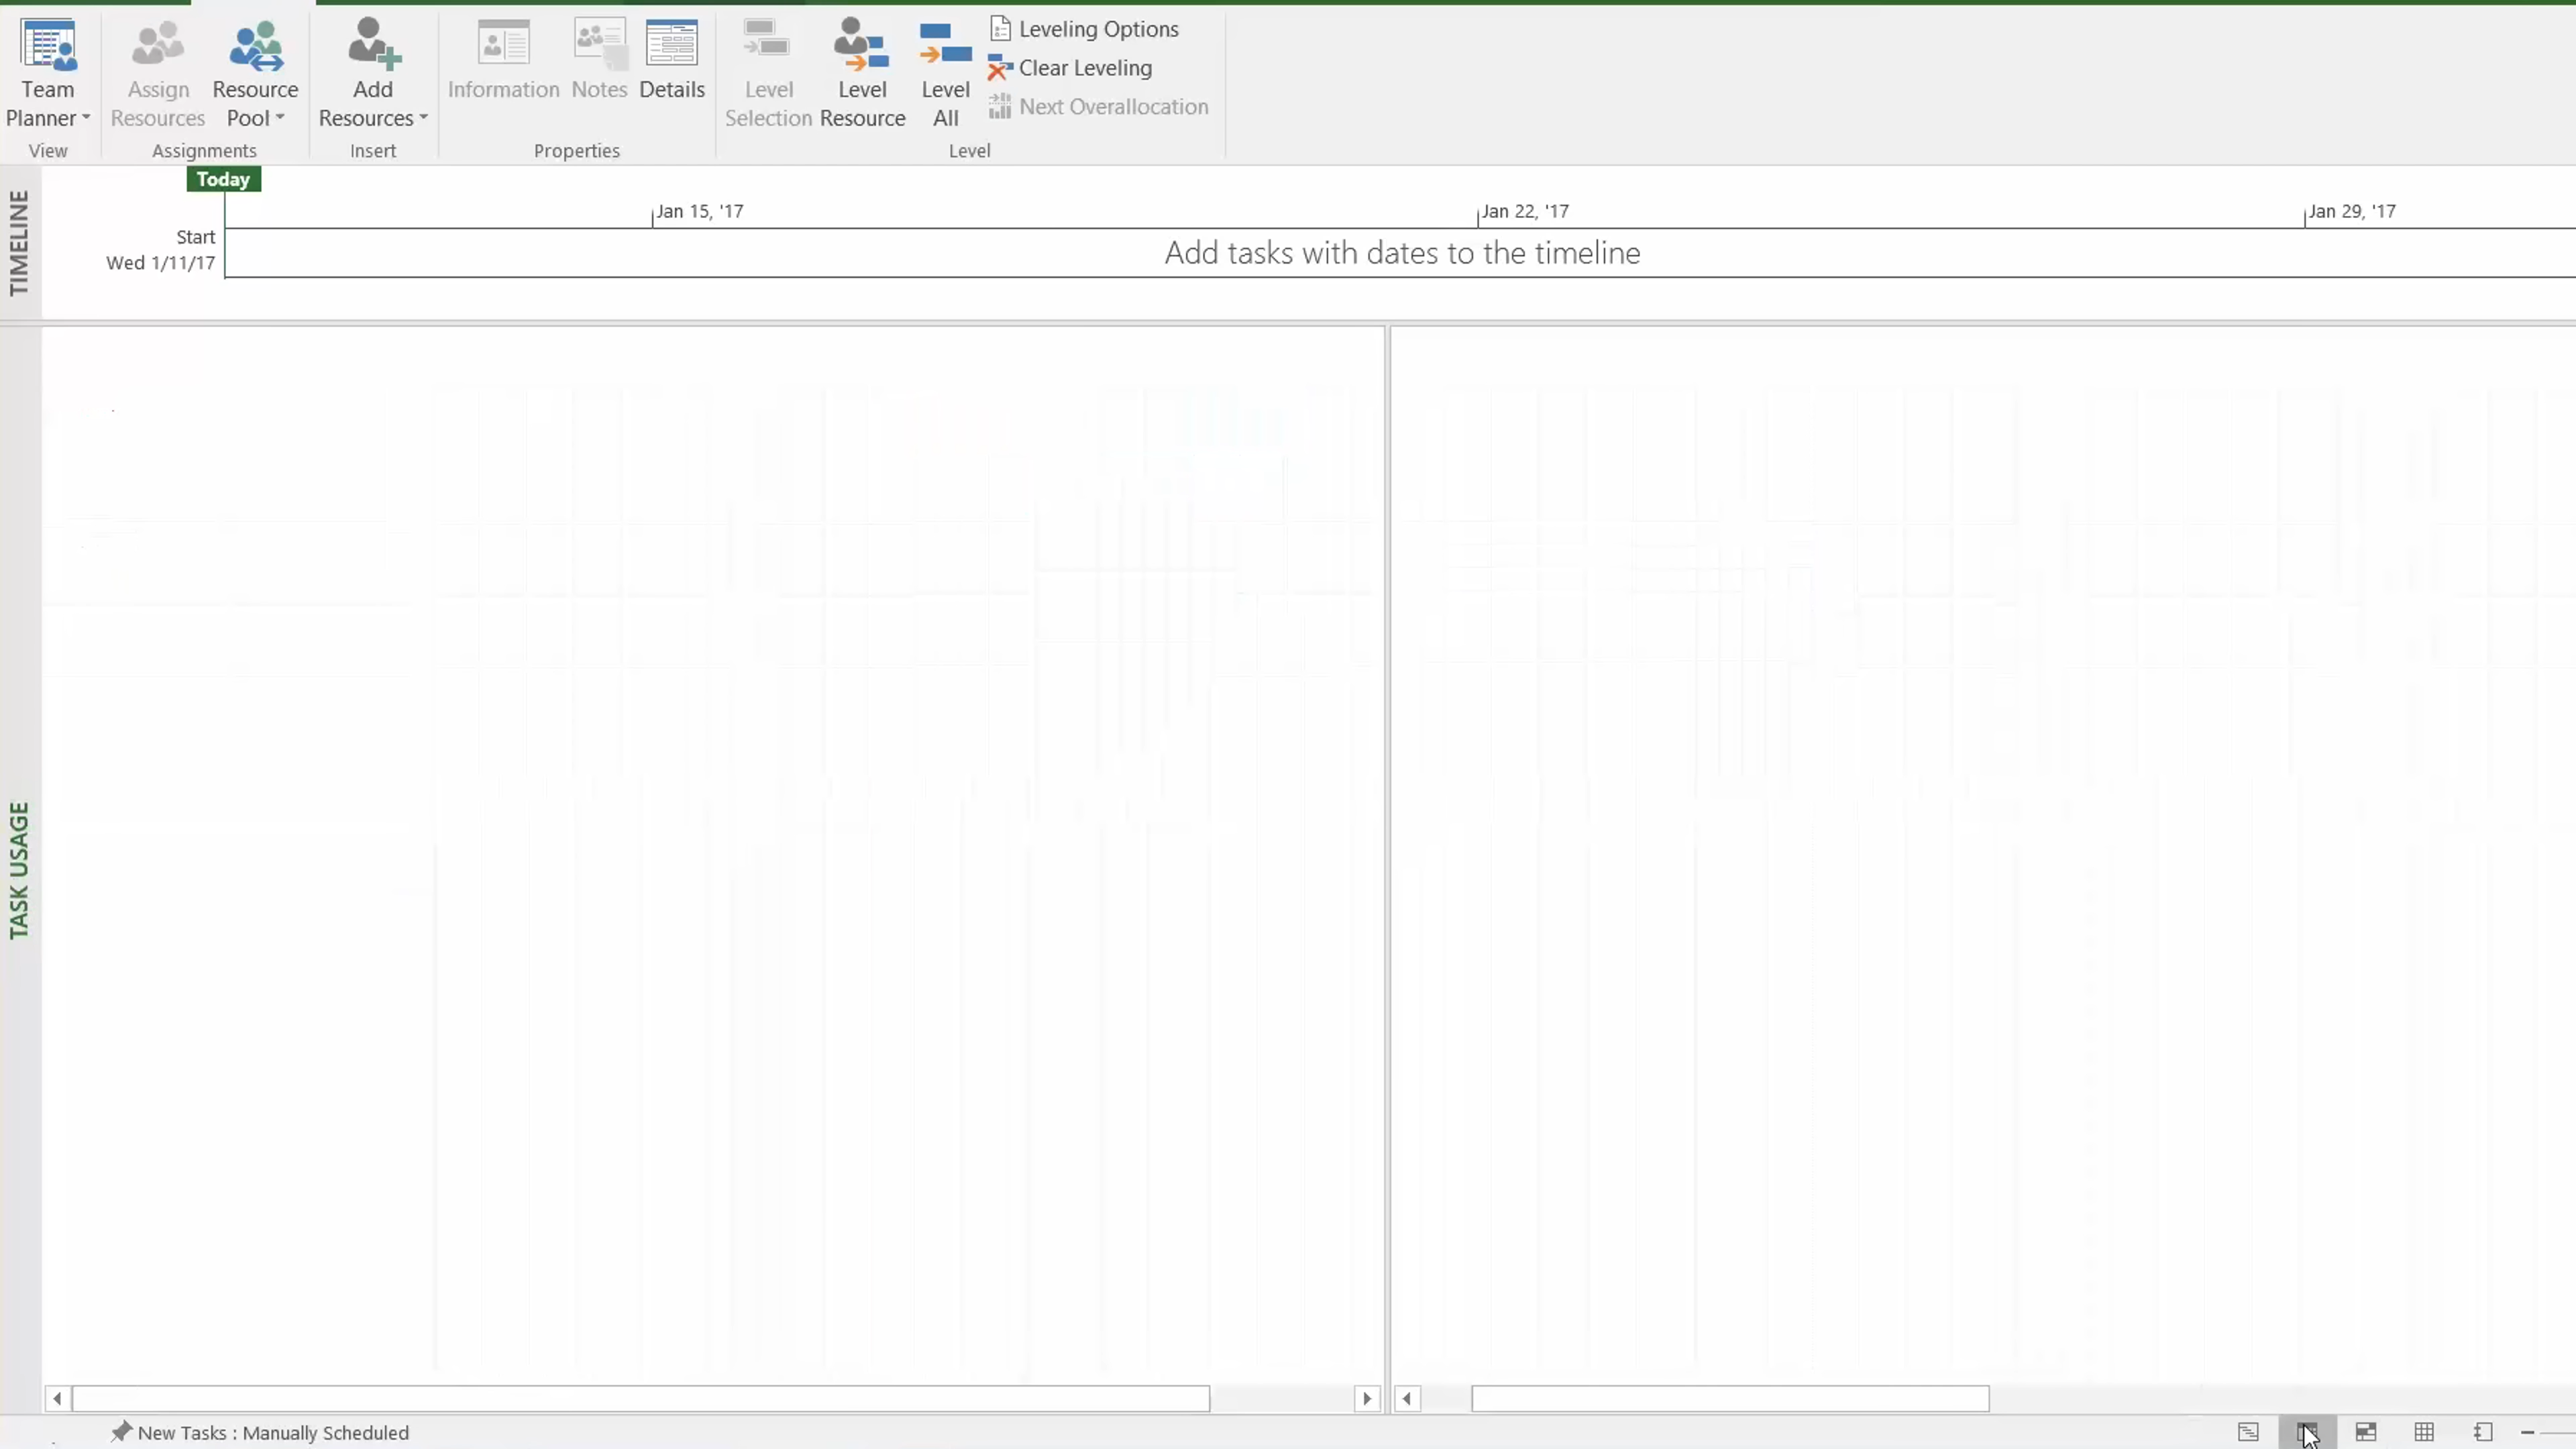 Team
Planner
Assign
Resources
Resource
Pool
Add
Resources
Information
Notes
Details
Level
Selection
Level
Resource
Level
All
Leveling Options
Clear Leveling
Next Overallocation
View
Assignments
Insert
Properties
Level
TIMELINE
Today
Jan 15, '17
Jan 22, '17
Jan 29, '17
Start
Wed 1/11/17
Add tasks with dates to the timeline
TASK USAGE
New Tasks : Manually Scheduled